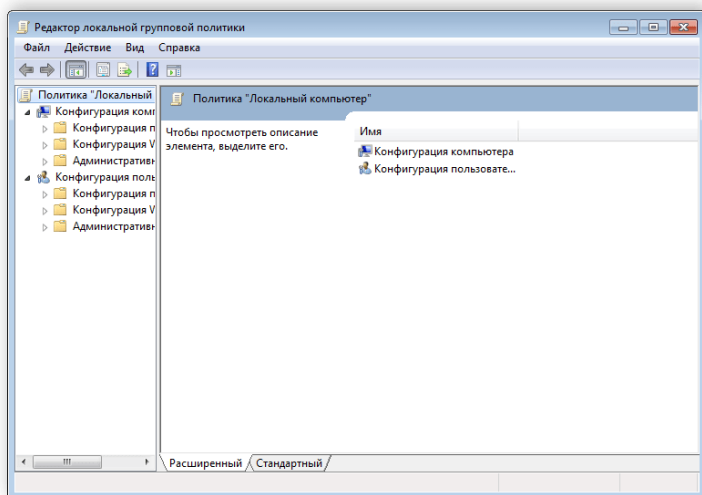 Редактор локальной групповой политики
Файл Действие Вид Справка
Политика "Локальный
Конфигурация комп
Конфигурация п
Конфигурация V
Административн
Конфигурация поль
Конфигурация п
Конфигурация V
Административн
Политика "Локальный компьютер"
Чтобы просмотреть описание
элемента, выделите его.
Имя
Конфигурация компьютера
Конфигурация пользовате...
Расширенный Стандартный